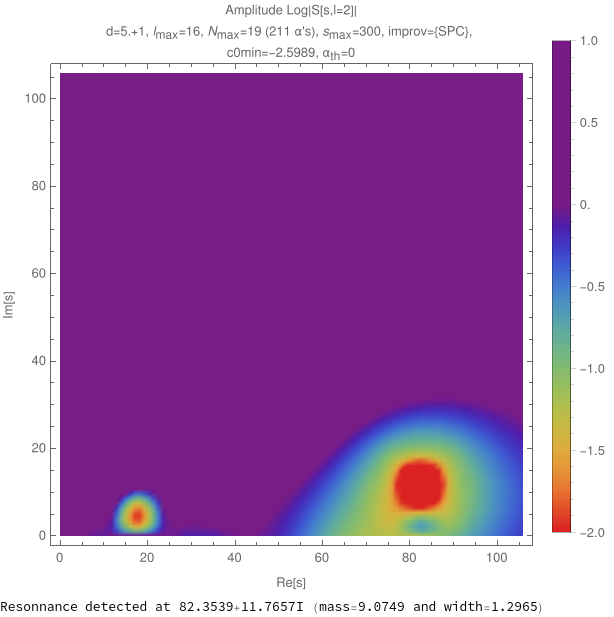 Amplitude Log|S[s,l=2]|
d=5.+1, lmax=16, Nmax=19 (211 α's), smax=300, improv={SPC},
c0min=−2.5989, αth=0
1.0
100
0.5
80
0.
60
Im[s]
−0.5
40
−1.0
20
−1.5
0
−2.0
0 20 40 60 80 100
Re[s]
Resonnance detected at 82.3539+11.7657I (mass=9.0749 and width=1.2965)